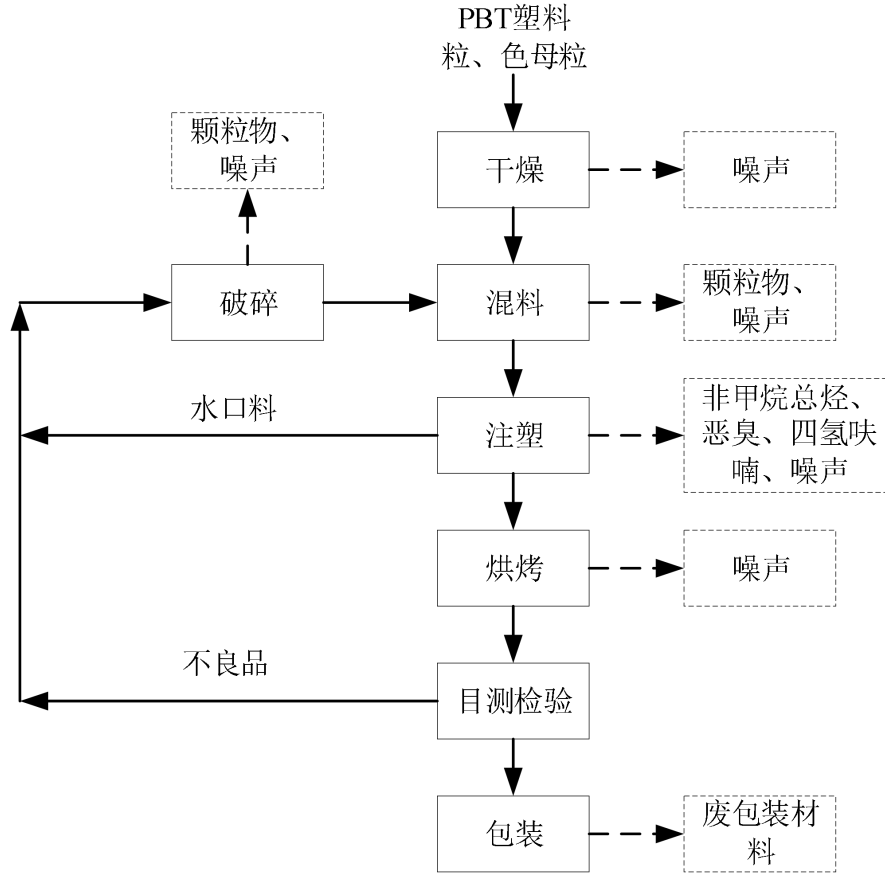 PBT塑料
粒、色母粒
颗粒物、
噪声
干燥
噪声
破碎
混料
颗粒物、
噪声
水口料
注塑
非甲烷总烃、
恶臭、四氢呋
喃、噪声
烘烤
噪声
不良品
目测检验
包装
废包装材
料